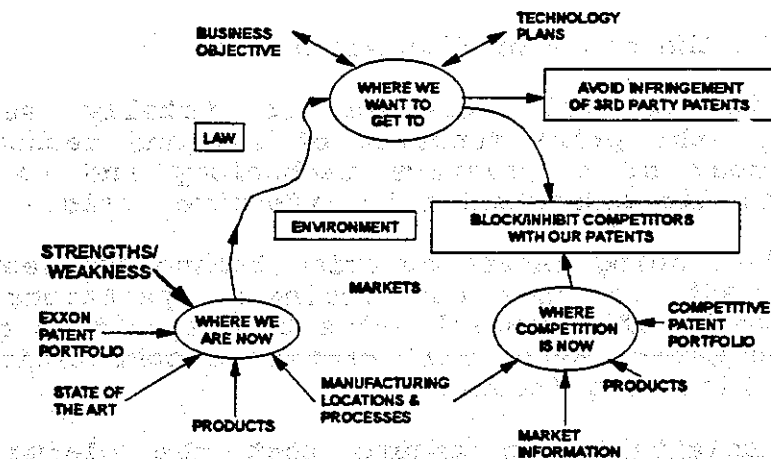 BUSINESS
OBJECTIVE
TECHNOLOGY
PLANS
WHERE WE
WANT TO
GET TO
AVOID INFRINGEMENT
OF 3RD PARTY PATENTS
LAW
ENVIRONMENT
BLOCK/INHIBIT COMPETITORS
WITH OUR PATENTS
STRENGTHS/
WEAKNESS
MARKETS
EXXON
PATENT
PORTFOLIO
WHERE WE
ARE NOW
WHERE
COMPETITION
IS NOW
COMPETITIVE
PATENT
PORTFOLIO
STATE OF
THE ART
PRODUCTS
MANUFACTURING
LOCATIONS &
PROCESSES
PRODUCTS
MARKET
INFORMATION